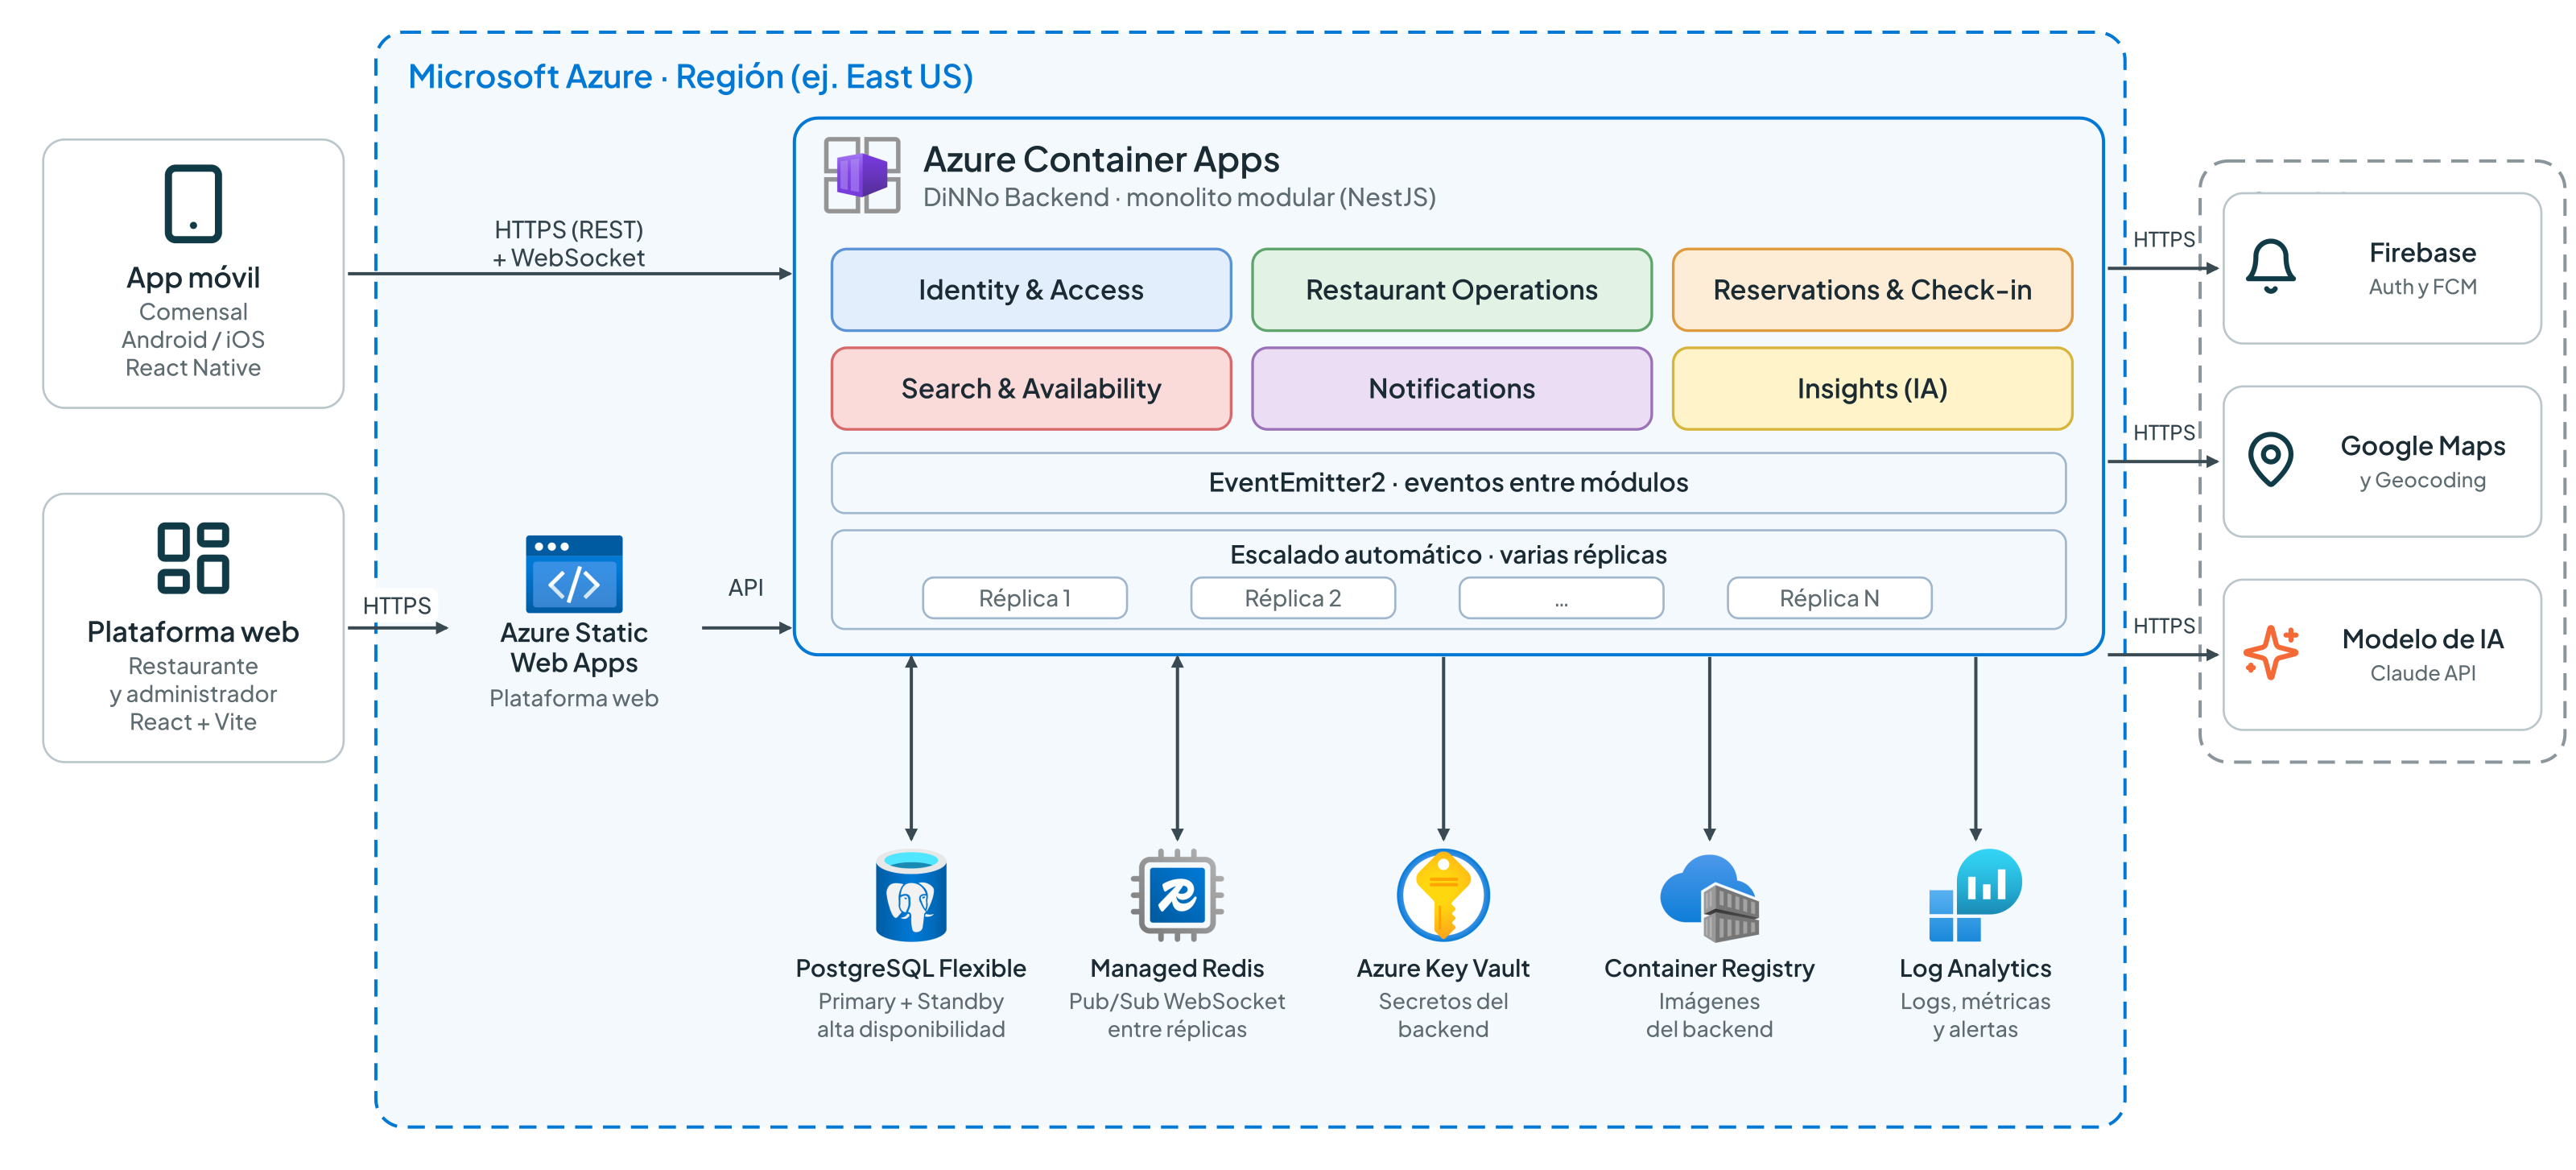 Microsoft Azure · Región (ej. East US)
App móvil
Comensal
Android / iOS
React Native
HTTPS (REST)
+ WebSocket
Plataforma web
Restaurante
y administrador
React + Vite
HTTPS
Azure Static
Web Apps
Plataforma web
API
Azure Container Apps
DiNNo Backend · monolito modular (NestJS)
Identity & Access
Restaurant Operations
Reservations & Check-in
Search & Availability
Notifications
Insights (IA)
EventEmitter2 · eventos entre módulos
Escalado automático · varias réplicas
Réplica 1
Réplica 2
...
Réplica N
HTTPS
Firebase
Auth y FCM
HTTPS
Google Maps
y Geocoding
HTTPS
Modelo de IA
Claude API
PostgreSQL Flexible
Primary + Standby
alta disponibilidad
Managed Redis
Pub/Sub WebSocket
entre réplicas
Azure Key Vault
Secretos del
backend
Container Registry
Imágenes
del backend
Log Analytics
Logs, métricas
y alertas